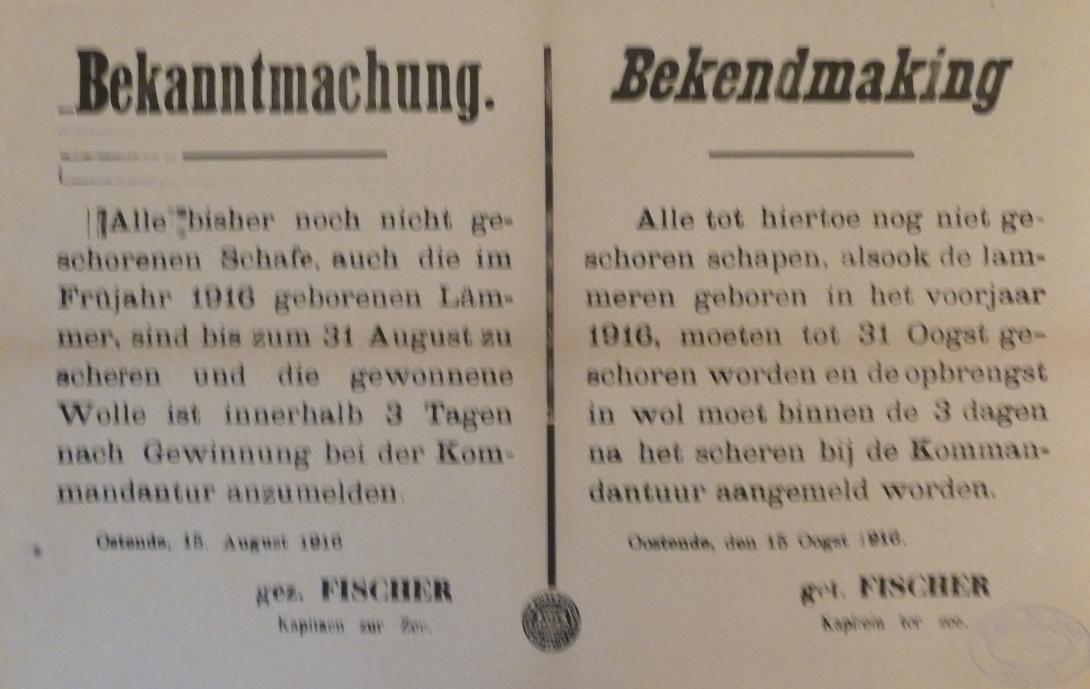 Bekanntmachung.
Alle bisher noch nicht ge-
schorenen Schafe, auch die im
Früjahr 1916 geborenen Läm-
mer, sind bis zum 31 August zu
scheren und die gewonnene
Wolle ist innerhalb 3 Tagen
nach Gewinnung bei der Kom-
mandantur anzumelden.
Ostende, 15. August 1916
gez. FISCHER
Kapitaen zur See.
Bekendmaking
Alle tot hiertoe nog niet ge-
schoren schapen, alsook de lam-
meren geboren in het voorjaar
1916, moeten tot 31 Oogst ge-
schoren worden en de opbrengst
in wol moet binnen de 3 dagen
na het scheren bij de Komman-
dantuur aangemeld worden.
Oostende, den 15 Oogst 1916.
get. FISCHER
Kapitein ter zee.